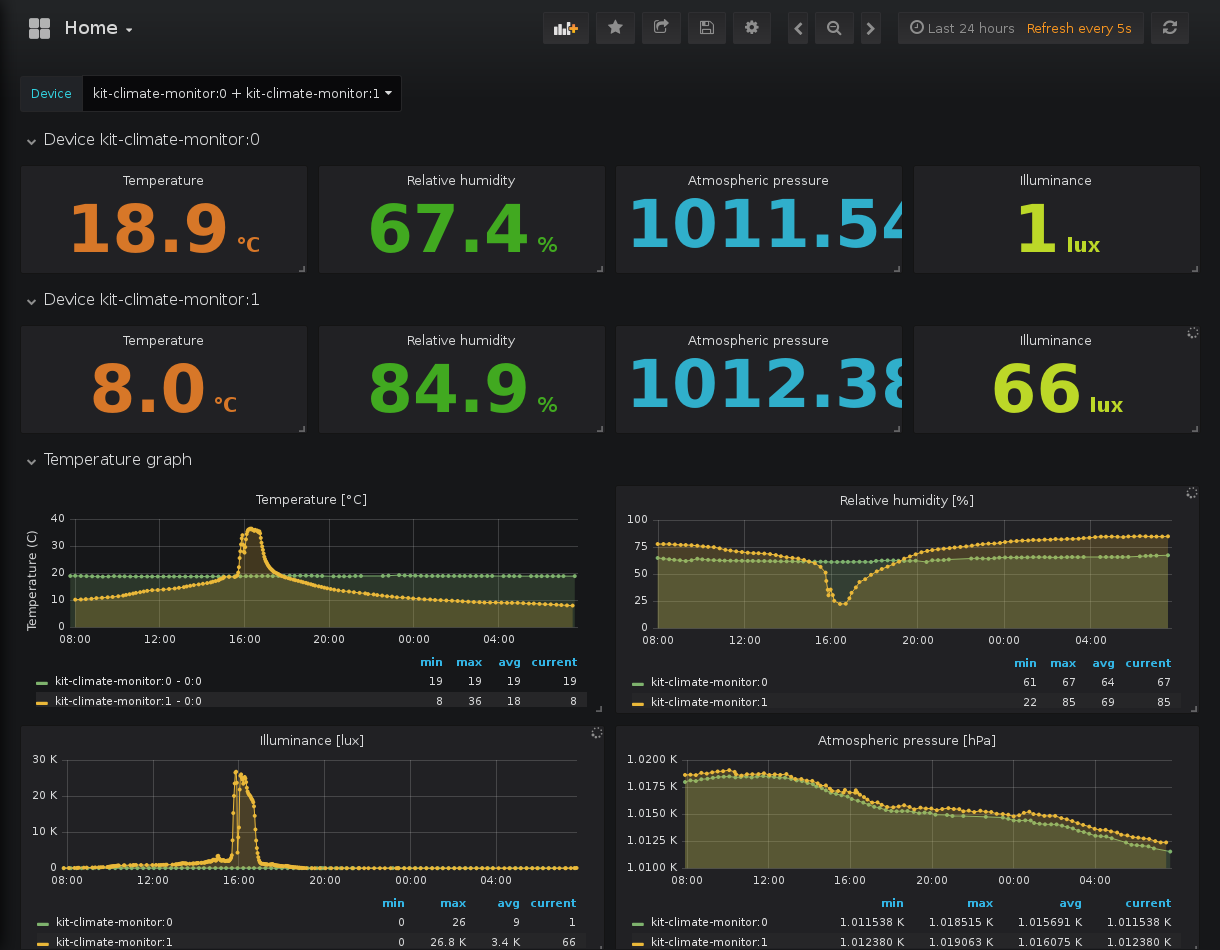 Home
Last 24 hours Refresh every 5s
Device kit-climate-monitor:0 + kit-climate-monitor:1
Device kit-climate-monitor:0
Temperature Relative humidity Atmospheric pressure Illuminance
18.9 °C 67.4 % 1011.54 1 lux
Device kit-climate-monitor:1
Temperature Relative humidity Atmospheric pressure Illuminance
8.0 °C 84.9 % 1012.38 66 lux
Temperature graph
Temperature [°C]
Temperature (C)
40
30
20
10
0
08:00 12:00 16:00 20:00 00:00 04:00
min max avg current
kit-climate-monitor:0 - 0:0 19 19 19 19
kit-climate-monitor:1 - 0:0 8 36 18 8
Relative humidity [%]
100
75
50
25
0
08:00 12:00 16:00 20:00 00:00 04:00
min max avg current
kit-climate-monitor:0 61 67 64 67
kit-climate-monitor:1 22 85 69 85
Illuminance [lux]
30 K
20 K
10 K
0
08:00 12:00 16:00 20:00 00:00 04:00
min max avg current
kit-climate-monitor:0 0 26 9 1
kit-climate-monitor:1 0 26.8 K 3.4 K 66
Atmospheric pressure [hPa]
1.0200 K
1.0175 K
1.0150 K
1.0125 K
1.0100 K
08:00 12:00 16:00 20:00 00:00 04:00
min max avg current
kit-climate-monitor:0 1.011538 K 1.018515 K 1.015691 K 1.011538 K
kit-climate-monitor:1 1.012380 K 1.019063 K 1.016075 K 1.012380 K